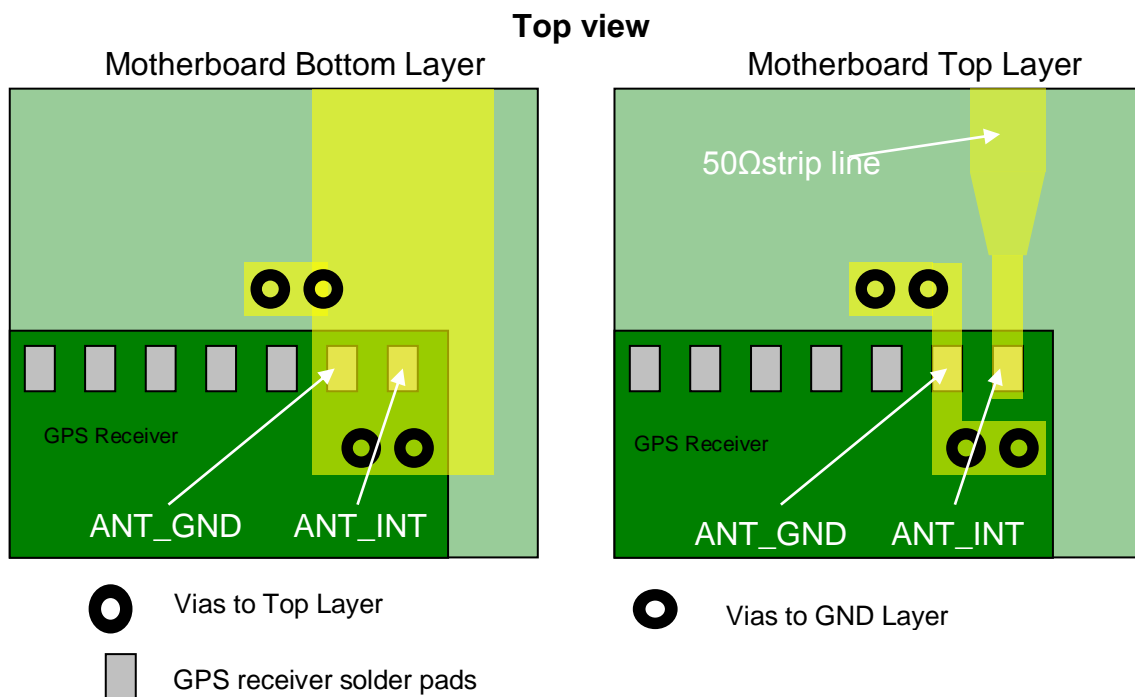 Top view
Motherboard Bottom Layer
Motherboard Top Layer
50Ωstrip line
GPS Receiver
GPS Receiver
ANT_GND
ANT_INT
ANT_GND
ANT_INT
Vias to Top Layer
Vias to GND Layer
GPS receiver solder pads